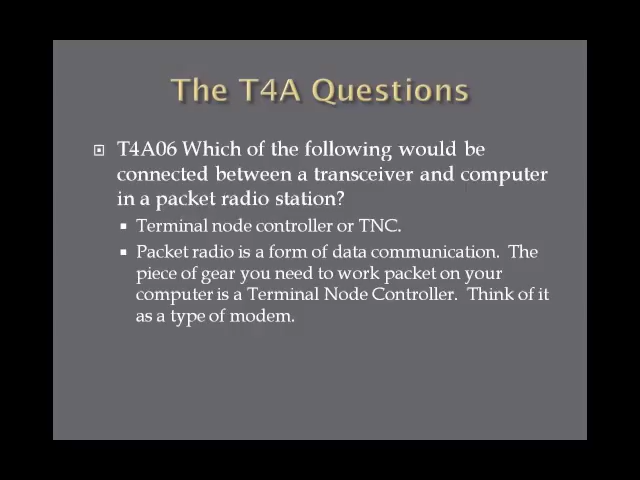 The T4A Questions
T4A06 Which of the following would be
connected between a transceiver and computer
in a packet radio station?
Terminal node controller or TNC.
Packet radio is a form of data communication. The
piece of gear you need to work packet on your
computer is a Terminal Node Controller. Think of it
as a type of modem.